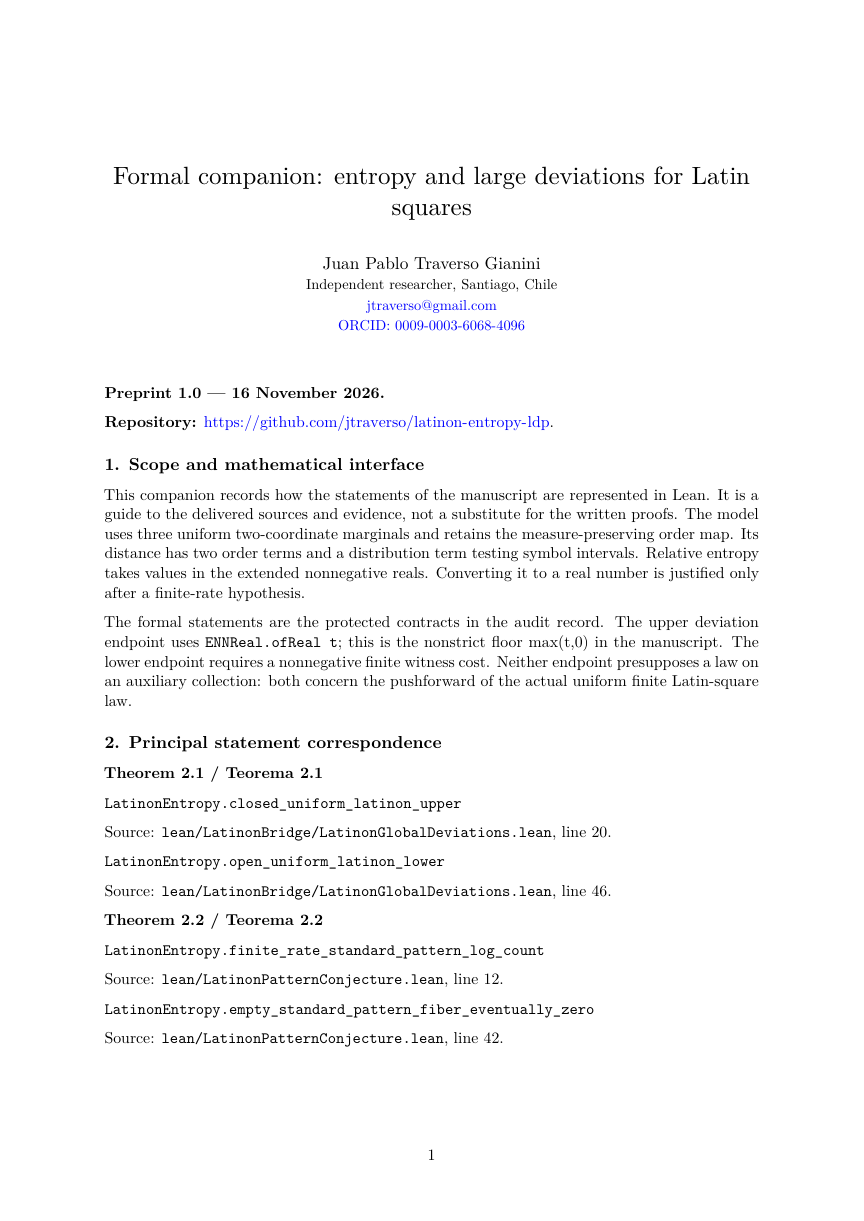 Formal companion: entropy and large deviations for Latin
squares
Juan Pablo Traverso Gianini
Independent researcher, Santiago, Chile
jtraverso@gmail.com
ORCID: 0009-0003-6068-4096
Preprint 1.0 — 16 November 2026.
Repository: https://github.com/jtraverso/latinon-entropy-ldp.
1. Scope and mathematical interface
This companion records how the statements of the manuscript are represented in Lean. It is a
guide to the delivered sources and evidence, not a substitute for the written proofs. The model
uses three uniform two-coordinate marginals and retains the measure-preserving order map. Its
distance has two order terms and a distribution term testing symbol intervals. Relative entropy
takes values in the extended nonnegative reals. Converting it to a real number is justified only
after a finite-rate hypothesis.
The formal statements are the protected contracts in the audit record. The upper deviation
endpoint uses ENNReal.ofReal t; this is the nonstrict floor max(t,0) in the manuscript. The
lower endpoint requires a nonnegative finite witness cost. Neither endpoint presupposes a law on
an auxiliary collection: both concern the pushforward of the actual uniform finite Latin-square
law.
2. Principal statement correspondence
Theorem 2.1 / Teorema 2.1
LatinonEntropy.closed_uniform_latinon_upper
Source: lean/LatinonBridge/LatinonGlobalDeviations.lean, line 20.
LatinonEntropy.open_uniform_latinon_lower
Source: lean/LatinonBridge/LatinonGlobalDeviations.lean, line 46.
Theorem 2.2 / Teorema 2.2
LatinonEntropy.finite_rate_standard_pattern_log_count
Source: lean/LatinonPatternConjecture.lean, line 12.
LatinonEntropy.empty_standard_pattern_fiber_eventually_zero
Source: lean/LatinonPatternConjecture.lean, line 42.
1